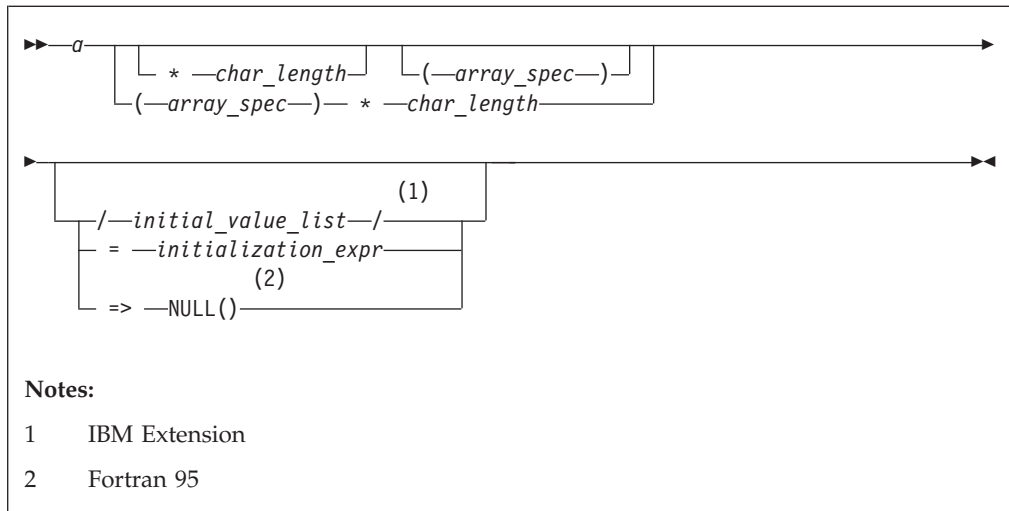 a
* char_length (array_spec)
(array_spec) * char_length
(1)
/initial_value_list/
= initialization_expr
(2)
=> NULL()
Notes:
1 IBM Extension
2 Fortran 95